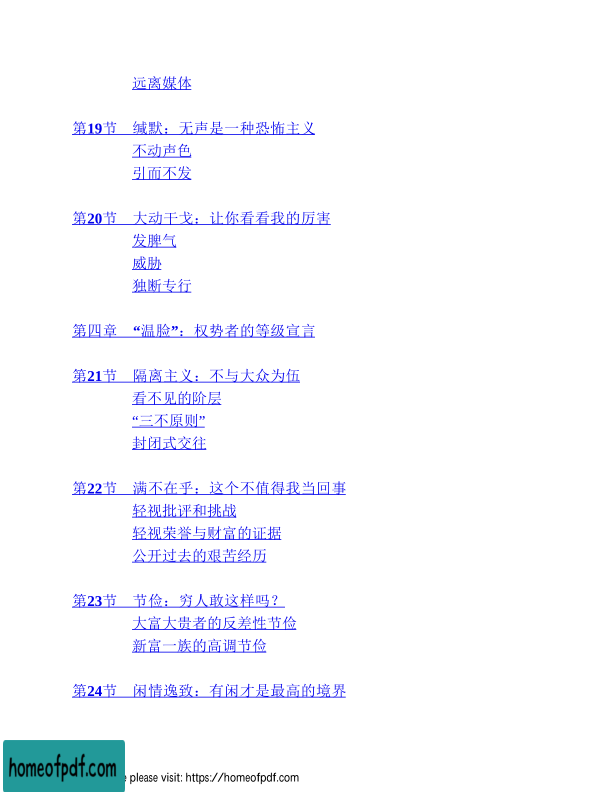 远离媒体
第19节 缄默：无声是一种恐怖主义
不动声色
引而不发
第20节 大动干戈：让你看看我的厉害
发脾气
威胁
独断专行
第四章 “温脸”：权势者的等级宣言
第21节 隔离主义：不与大众为伍
看不见的阶层
“三不原则”
封闭式交往
第22节 满不在乎：这个不值得我当回事
轻视批评和挑战
轻视荣誉与财富的证据
公开过去的艰苦经历
第23节 节俭：穷人敢这样吗？
大富大贵者的反差性节俭
新富一族的高调节俭
第24节 闲情逸致：有闲才是最高的境界
homeofpdf.com
e please visit: https://homeofpdf.com